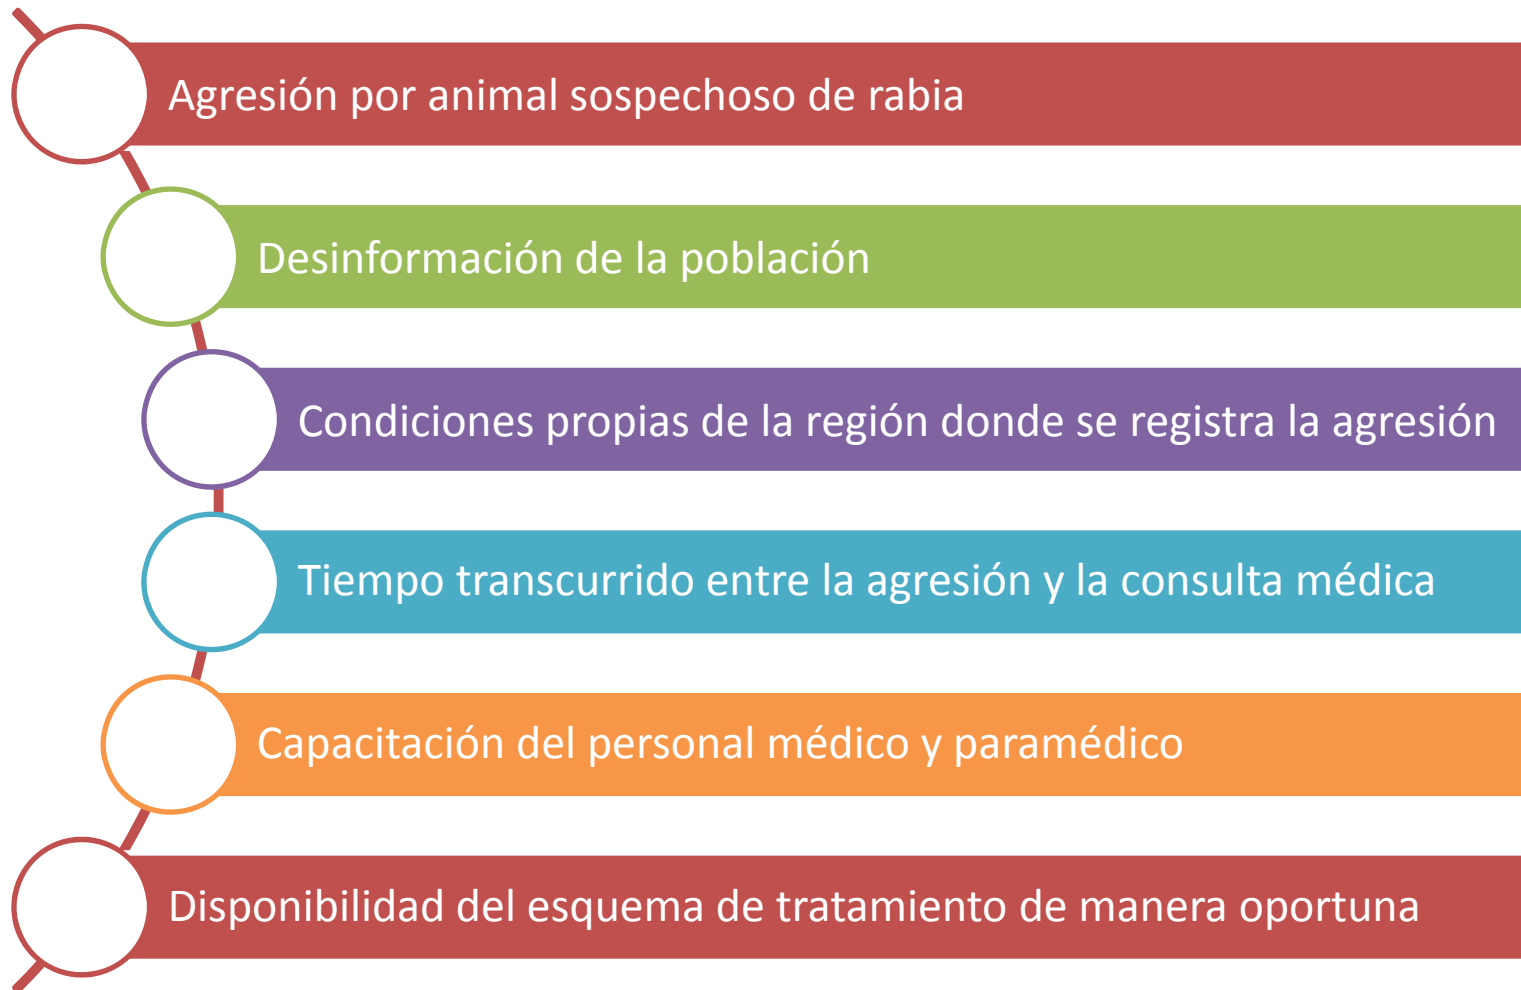 Agresión por animal sospechoso de rabia
Desinformación de la población
Condiciones propias de la región donde se registra la agresión
Tiempo transcurrido entre la agresión y la consulta médica
Capacitación del personal médico y paramédico
Disponibilidad del esquema de tratamiento de manera oportuna